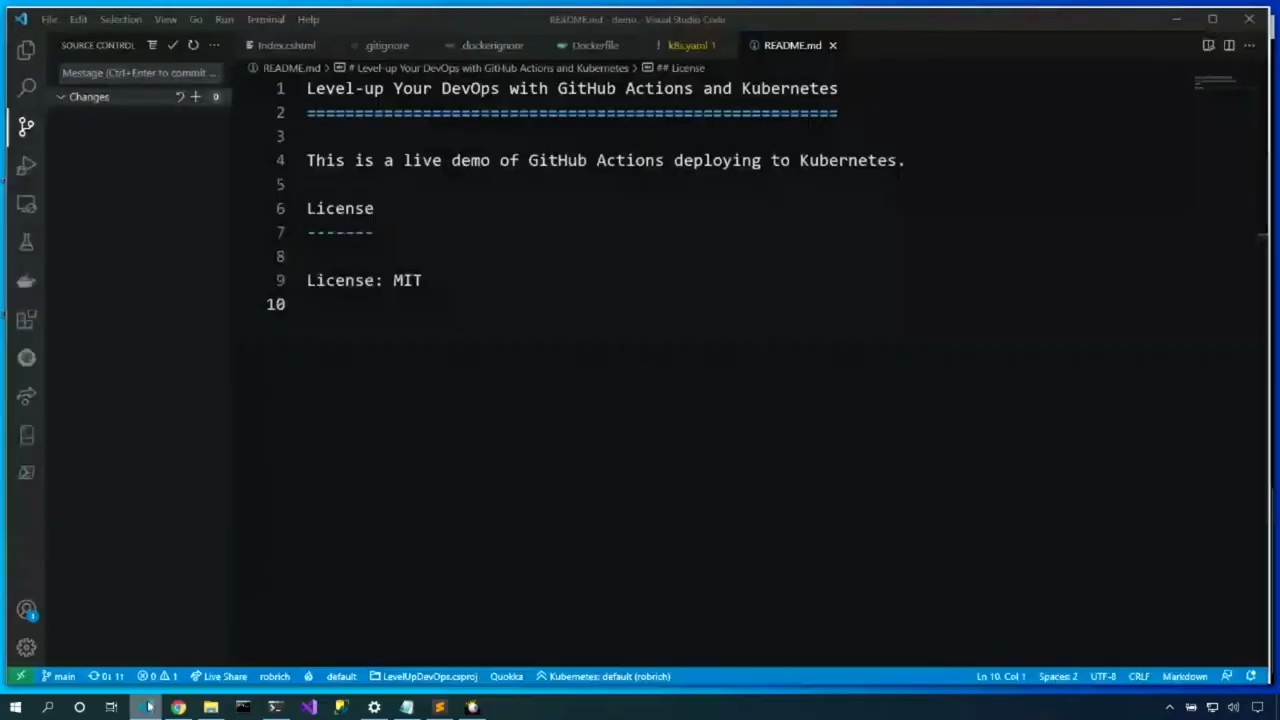 File Edit Selection View Go Run Terminal Help
README.md - demo - Visual Studio Code
SOURCE CONTROL
Index.cshtml
.gitignore
.dockerignore
Dockerfile
! k8s.yaml 1
README.md
Message (Ctrl+Enter to commit ...
README.md > # Level-up Your DevOps with GitHub Actions and Kubernetes > ## License
Changes
0
1 Level-up Your DevOps with GitHub Actions and Kubernetes
2 =======================================================
3
4 This is a live demo of GitHub Actions deploying to Kubernetes.
5
6 License
7 -------
8
9 License: MIT
10
1
main
0 1
Live Share
robrich
default
LevelUpDevOps.csproj
Quokka
Kubernetes: default (robrich)
Ln 10, Col 1
Spaces: 2
UTF-8
CRLF
Markdown